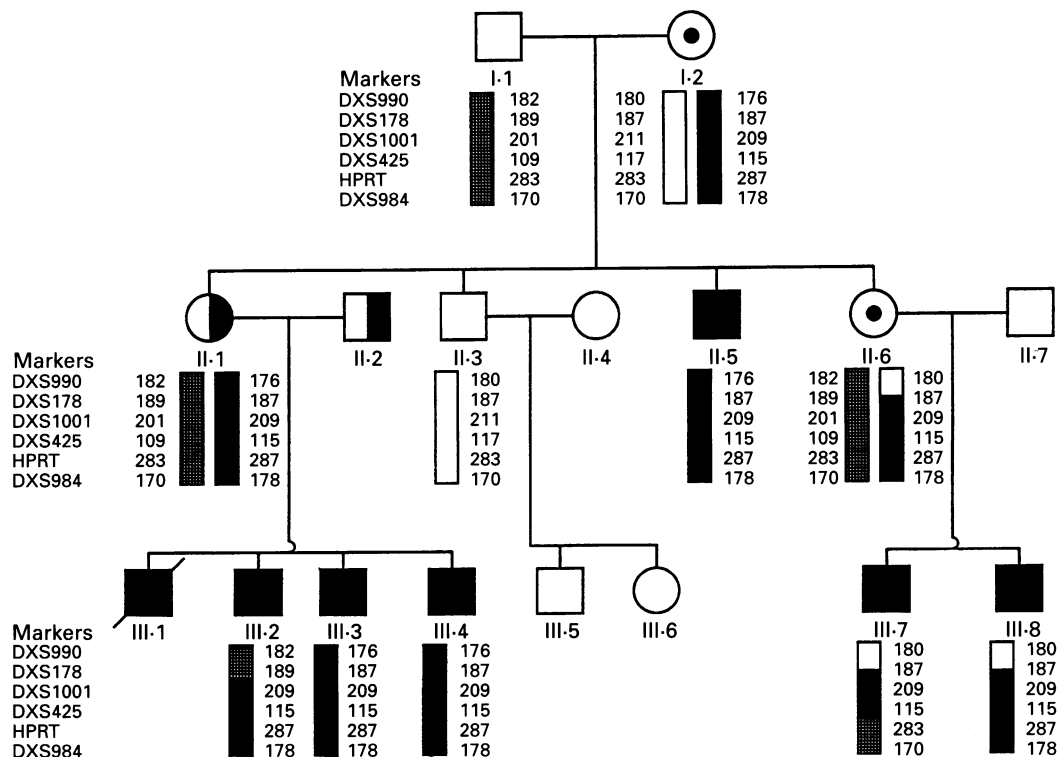 Markers I·1 I·2
DXS990 182 180 176
DXS178 189 187 187
DXS1001 201 211 209
DXS425 109 117 115
HPRT 283 283 287
DXS984 170 170 178
Markers II·1 II·2 II·3 II·4 II·5 II·6 II·7
DXS990 182 176 180 176 182 180
DXS178 189 187 187 187 189 187
DXS1001 201 209 211 209 201 209
DXS425 109 115 117 115 109 115
HPRT 283 287 283 287 283 287
DXS984 170 178 170 178 170 178
Markers III·1 III·2 III·3 III·4 III·5 III·6 III·7 III·8
DXS990 182 176 176 180 180
DXS178 189 187 187 187 187
DXS1001 209 209 209 209 209
DXS425 115 115 115 115 115
HPRT 287 287 287 283 287
DXS984 178 178 178 170 178